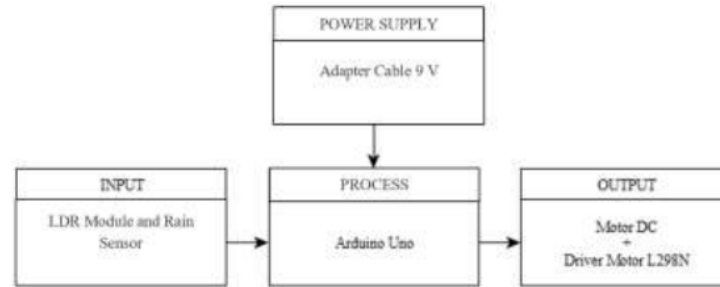 POWER SUPPLY
Adapter Cable 9 V
INPUT
LDR Module and Rain
Sensor
PROCESS
Arduino Uno
OUTPUT
Motor DC
+
Driver Motor L298N